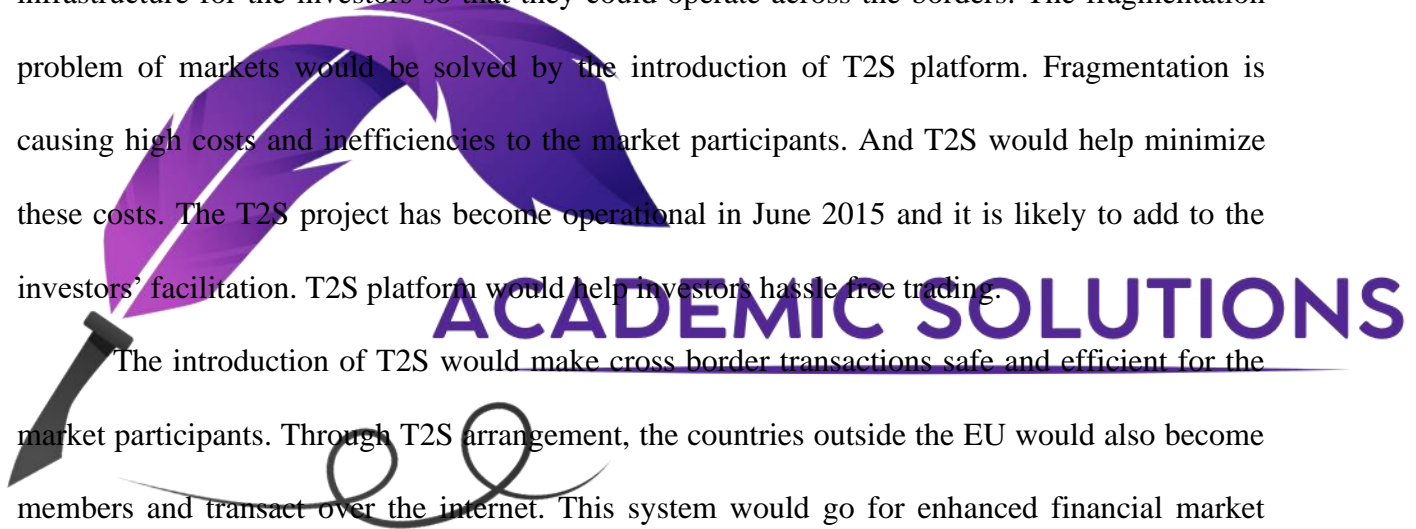 infrastructure for the investors so that they could operate across the borders. The fragmentation
problem of markets would be solved by the introduction of T2S platform. Fragmentation is
causing high costs and inefficiencies to the market participants. And T2S would help minimize
these costs. The T2S project has become operational in June 2015 and it is likely to add to the
investors’ facilitation. T2S platform would help investors hassle free trading.
ACADEMIC SOLUTIONS
The introduction of T2S would make cross border transactions safe and efficient for the
market participants. Through T2S arrangement, the countries outside the EU would also become
members and transact over the internet. This system would go for enhanced financial market